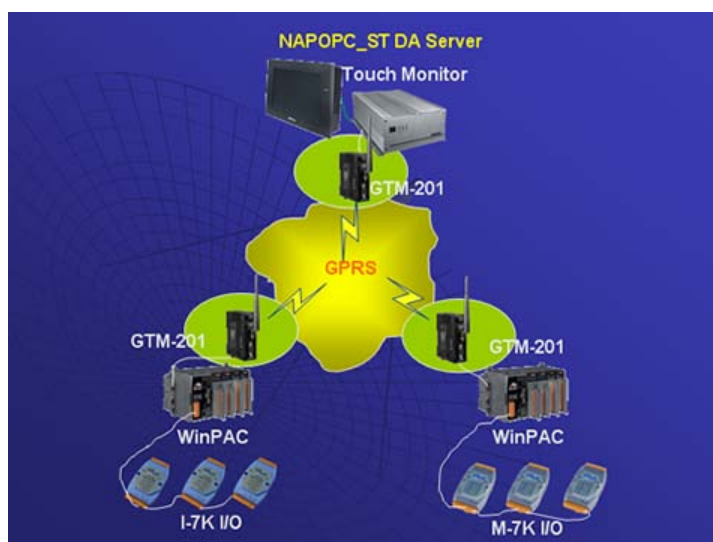 NAPOPC_ST DA Server
Touch Monitor
GTM-201
GPRS
GTM-201
GTM-201
WinPAC
WinPAC
I-7K I/O
M-7K I/O